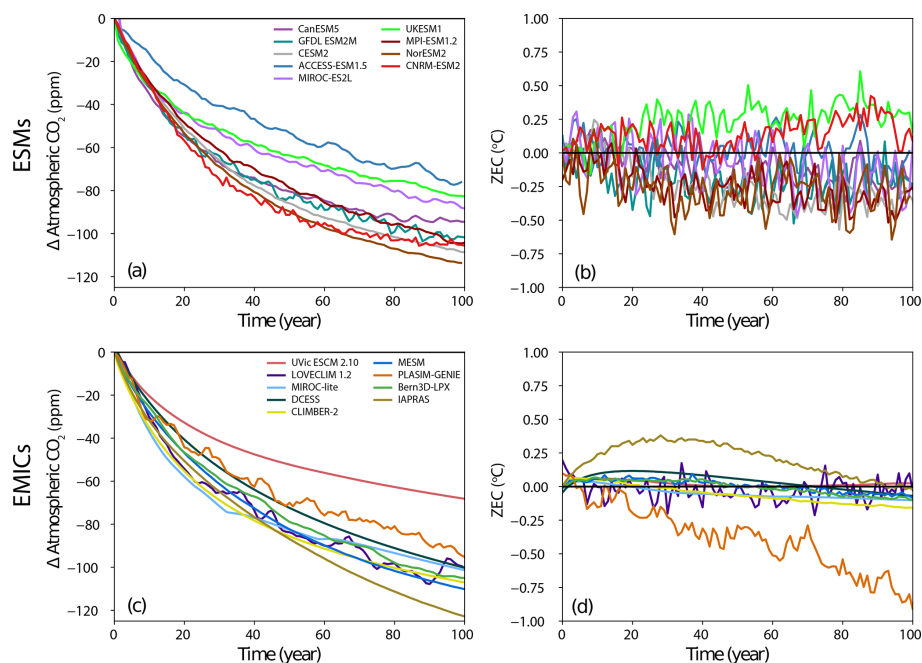 ESMs
Δ Atmospheric CO2 (ppm)
0
−20
−40
−60
−80
−100
−120
CanESM5
GFDL ESM2M
CESM2
ACCESS-ESM1.5
MIROC-ES2L
UKESM1
MPI-ESM1.2
NorESM2
CNRM-ESM2
(a)
0 20 40 60 80 100
Time (year)
ZEC (°C)
1.00
0.75
0.50
0.25
0.00
−0.25
−0.50
−0.75
−1.00
(b)
0 20 40 60 80 100
Time (year)
EMICs
Δ Atmospheric CO2 (ppm)
0
−20
−40
−60
−80
−100
−120
UVic ESCM 2.10
LOVECLIM 1.2
MIROC-lite
DCESS
CLIMBER-2
MESM
PLASIM-GENIE
Bern3D-LPX
IAPRAS
(c)
0 20 40 60 80 100
Time (year)
ZEC (°C)
1.00
0.75
0.50
0.25
0.00
−0.25
−0.50
−0.75
−1.00
(d)
0 20 40 60 80 100
Time (year)